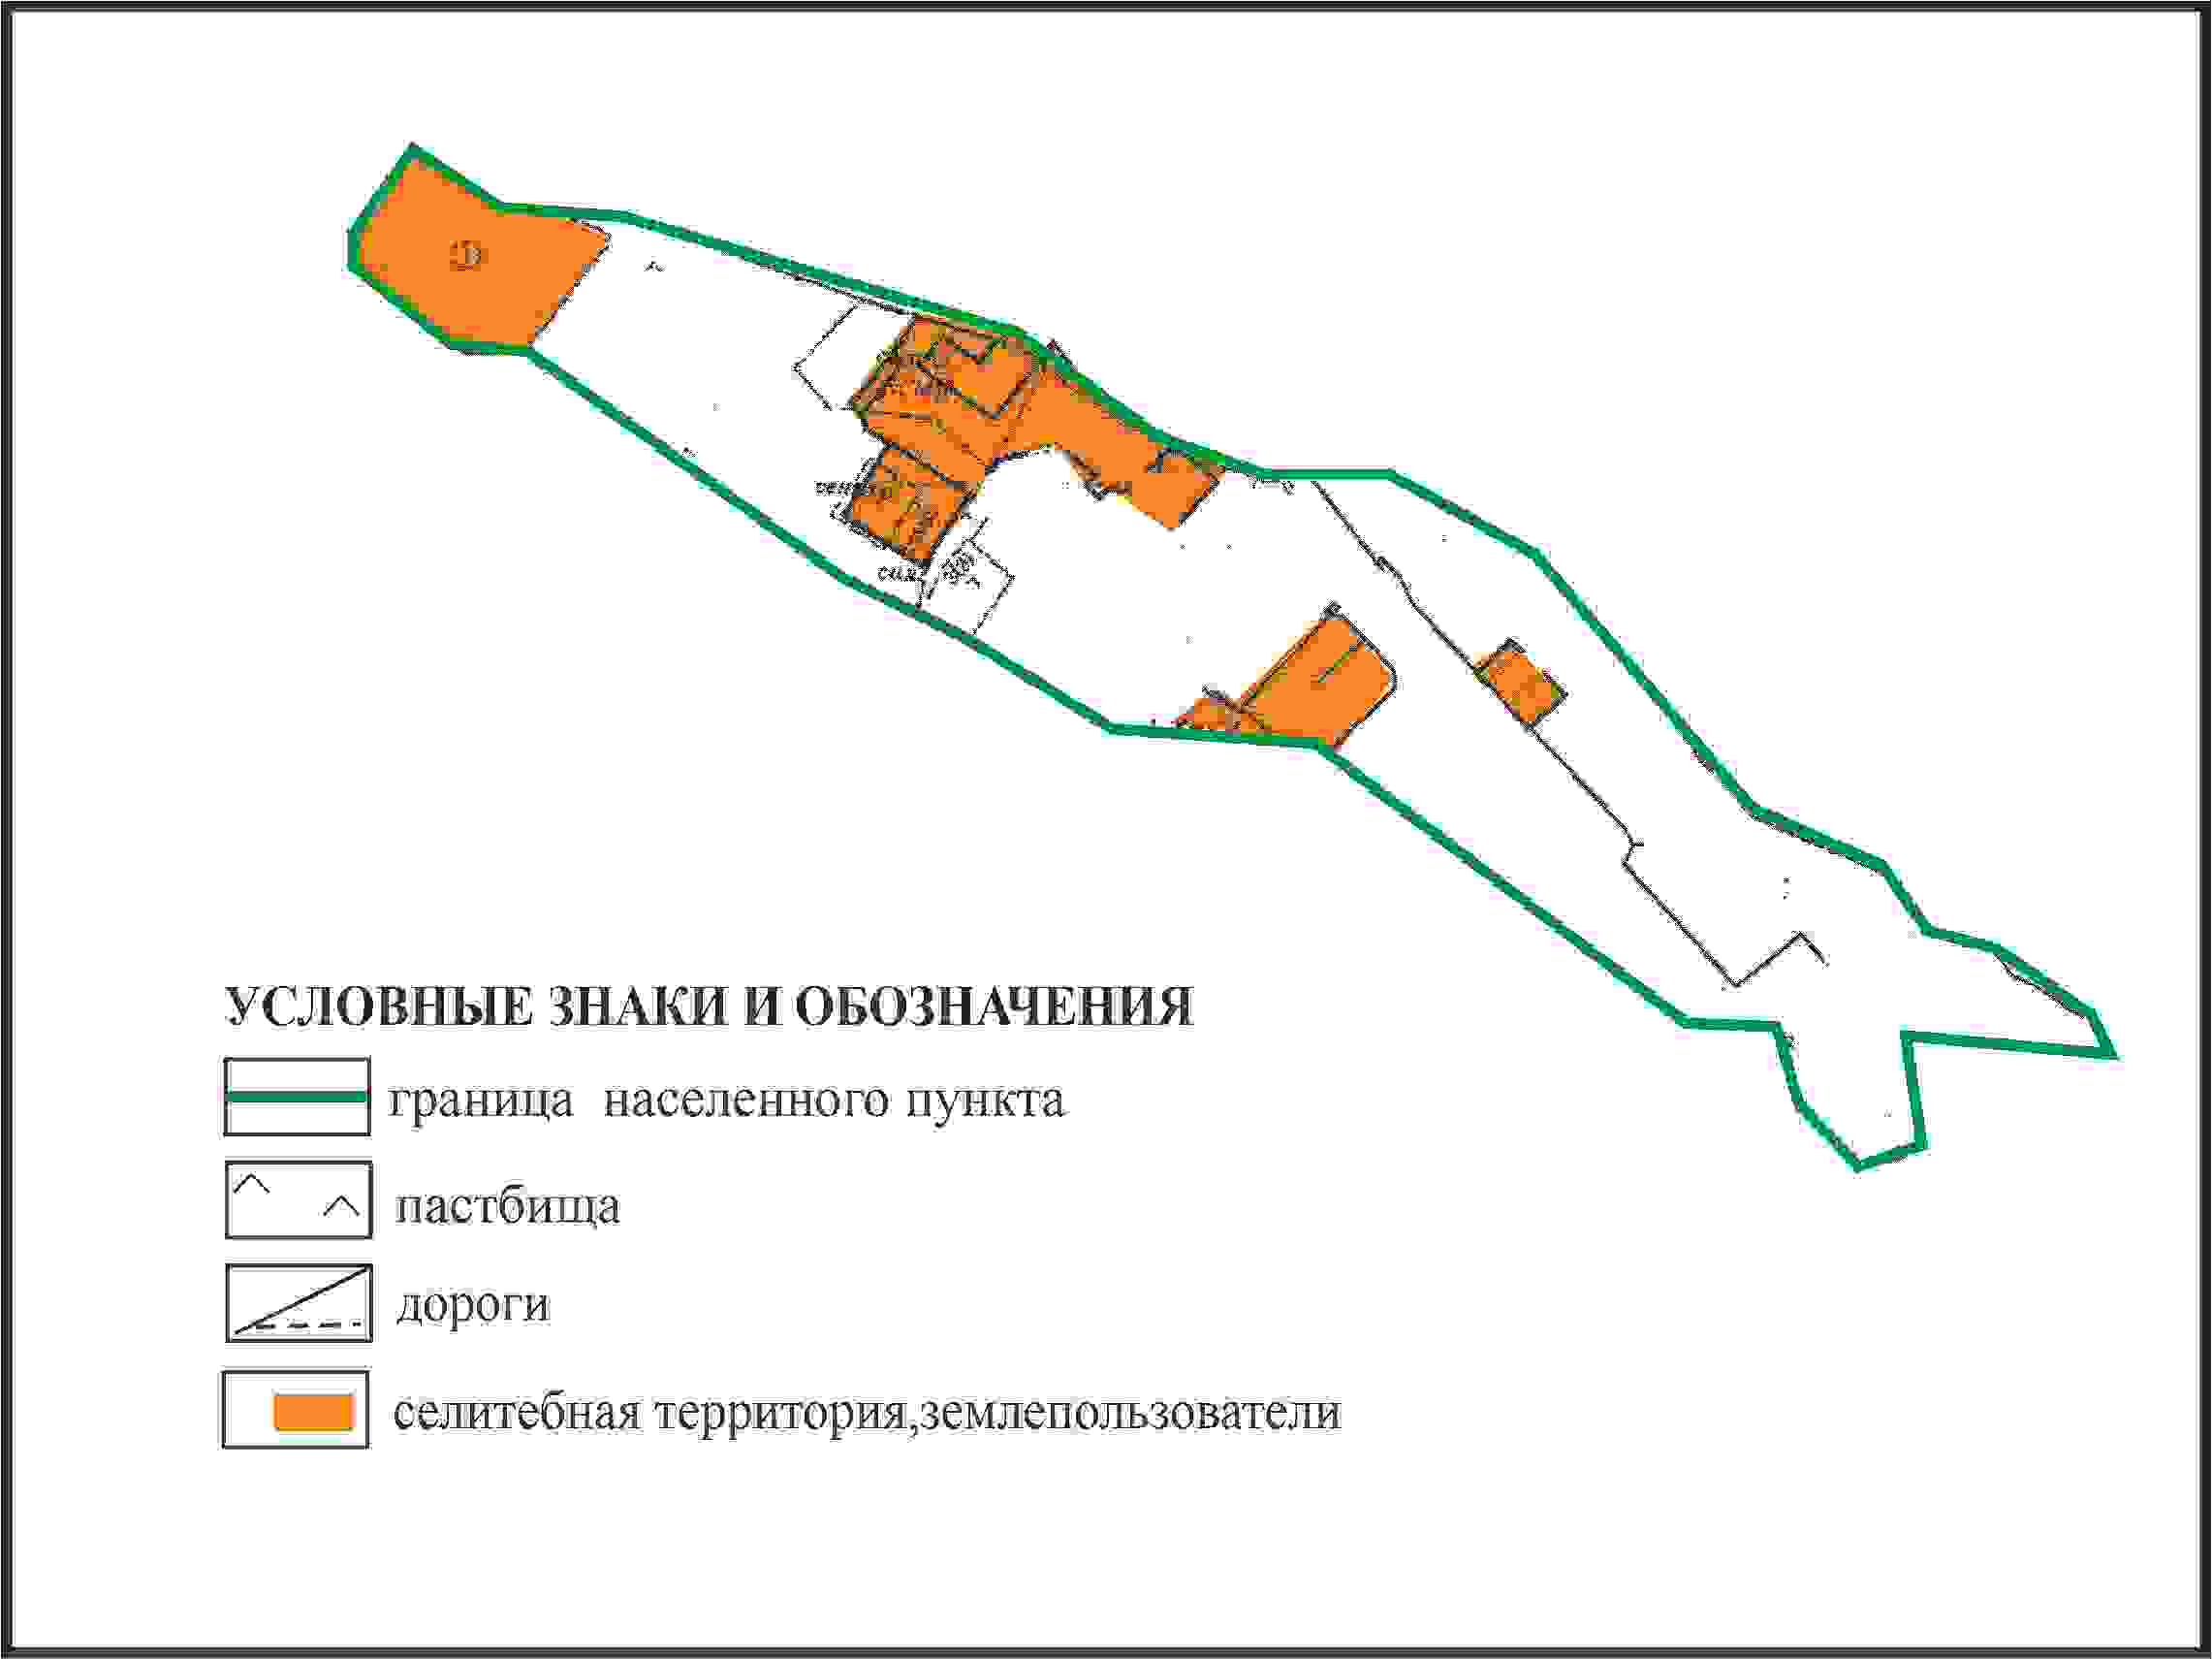 УСЛОВНЫЕ ЗНАКИ И ОБОЗНАЧЕНИЯ
граница населенного пункта
пастбища
дороги
селитебная территория,землепользователи